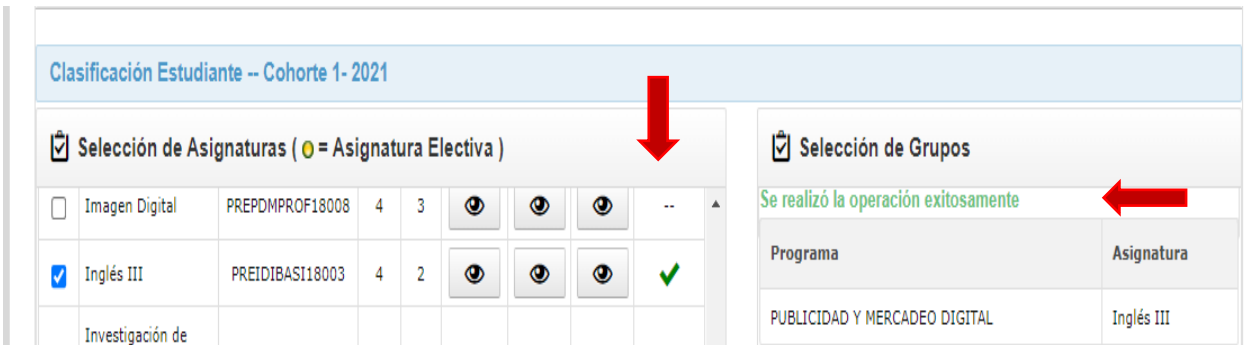 Clasificación Estudiante -- Cohorte 1- 2021
Selección de Asignaturas ( = Asignatura Electiva )
Imagen Digital PREPDMPROF18008 4 3 --
Inglés III PREIDIBASI18003 4 2
Investigación de
Selección de Grupos
Se realizó la operación exitosamente
Programa Asignatura
PUBLICIDAD Y MERCADEO DIGITAL Inglés III